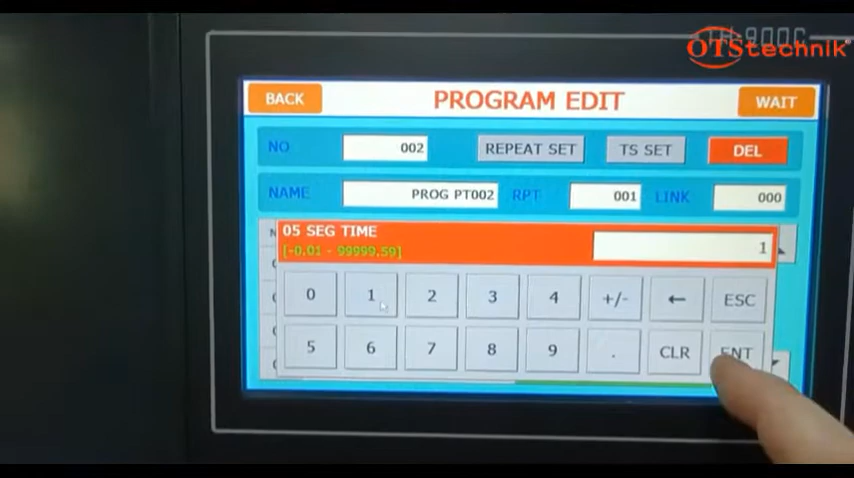 OTStechnik®
BACK PROGRAM EDIT WAIT
NO 002 REPEAT SET TS SET DEL
NAME PROG PT002 RPT 001 LINK 000
05 SEG TIME
[-0.01 - 99999.59] 1
0 1 2 3 4 +/- ← ESC
5 6 7 8 9 . CLR ENT